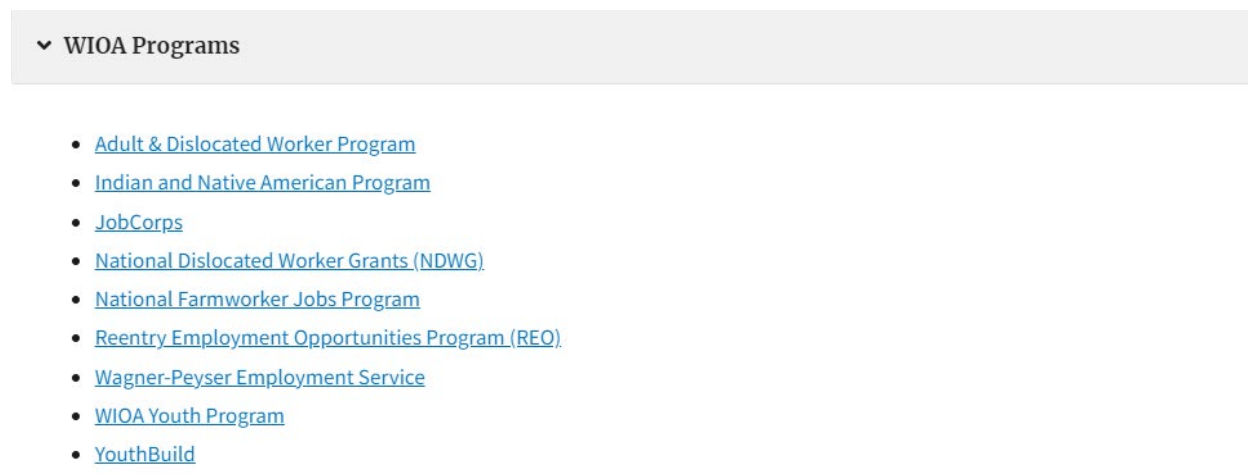 WIOA Programs
Adult & Dislocated Worker Program
Indian and Native American Program
JobCorps
National Dislocated Worker Grants (NDWG)
National Farmworker Jobs Program
Reentry Employment Opportunities Program (REO)
Wagner-Peyser Employment Service
WIOA Youth Program
YouthBuild